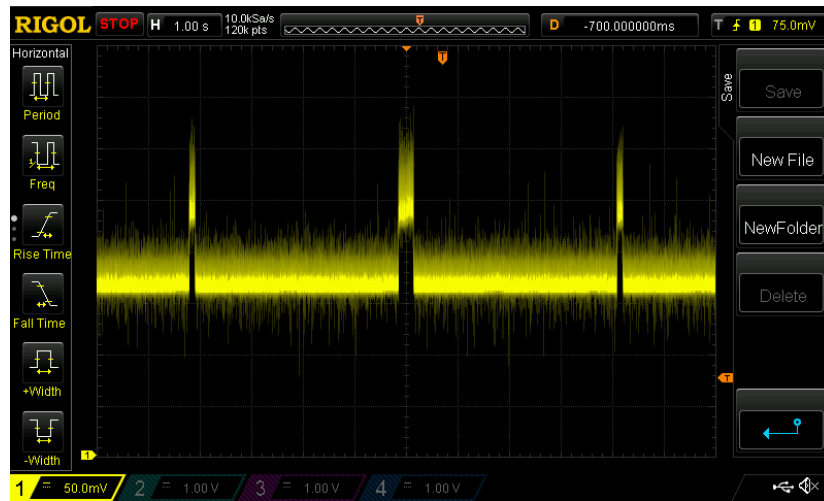 RIGOL STOP H 1.00 s 10.0kSa/s 120k pts T D -700.000000ms T 1 75.0mV
Horizontal
Period
Freq
Rise Time
Fall Time
+Width
-Width
T
T
1
Save
Save
New File
NewFolder
Delete
1 50.0mV 2 1.00 V 3 1.00 V 4 1.00 V